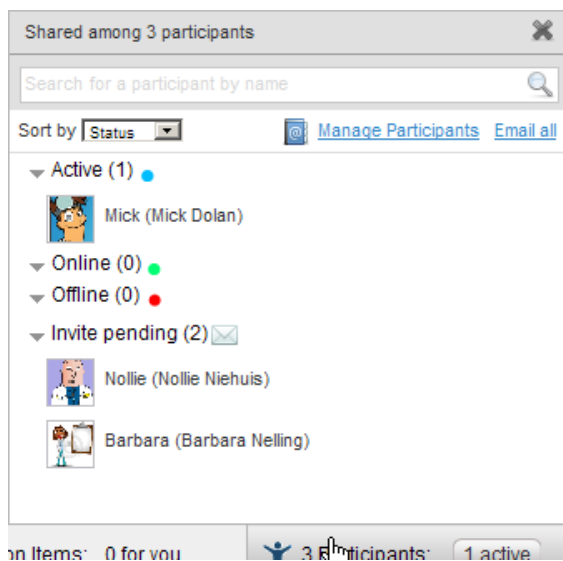 Shared among 3 participants
Search for a participant by name
Sort by Status Manage Participants Email all
Active (1)
Mick (Mick Dolan)
Online (0)
Offline (0)
Invite pending (2)
Nollie (Nollie Niehuis)
Barbara (Barbara Nelling)
on Items: 0 for you 3 Participants: 1 active